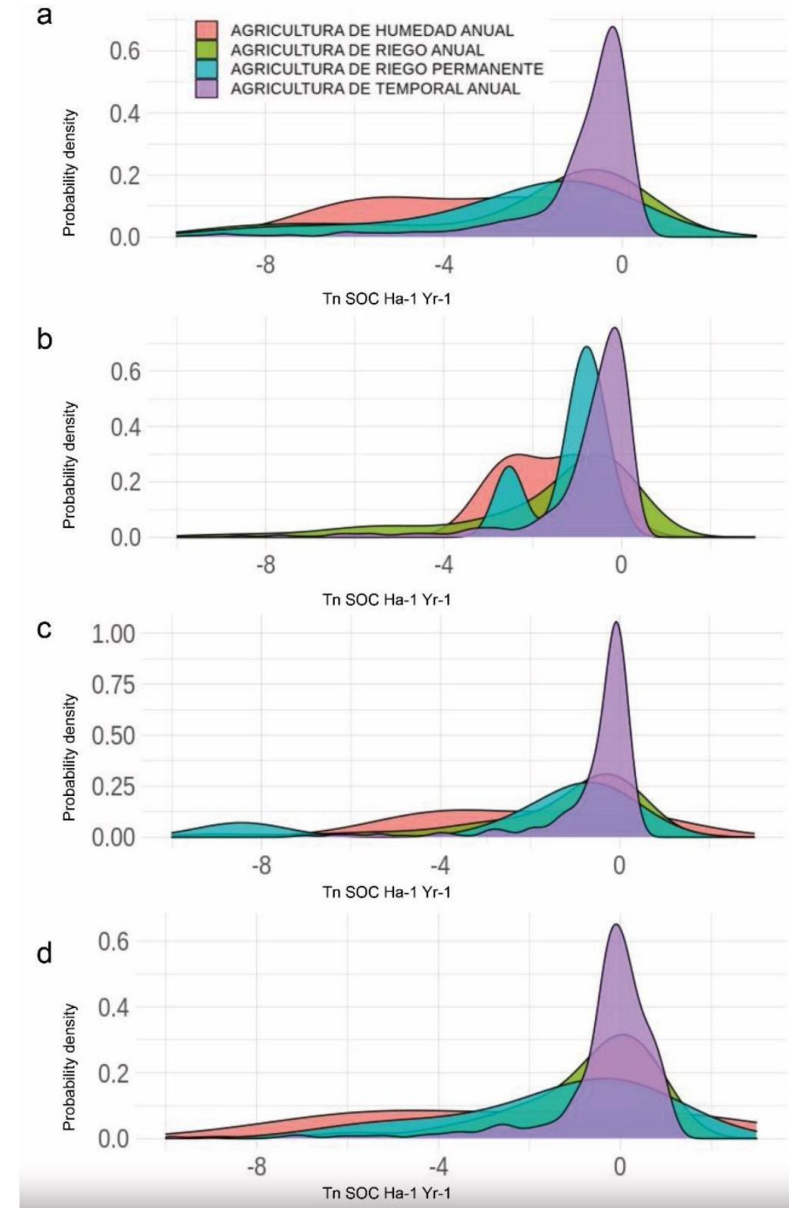 a
AGRICULTURA DE HUMEDAD ANUAL
AGRICULTURA DE RIEGO ANUAL
AGRICULTURA DE RIEGO PERMANENTE
AGRICULTURA DE TEMPORAL ANUAL
Probability density
0.6
0.4
0.2
0.0
-8 -4 0
Tn SOC Ha-1 Yr-1
b
Probability density
0.6
0.4
0.2
0.0
-8 -4 0
Tn SOC Ha-1 Yr-1
c
Probability density
1.00
0.75
0.50
0.25
0.00
-8 -4 0
Tn SOC Ha-1 Yr-1
d
Probability density
0.6
0.4
0.2
0.0
-8 -4 0
Tn SOC Ha-1 Yr-1